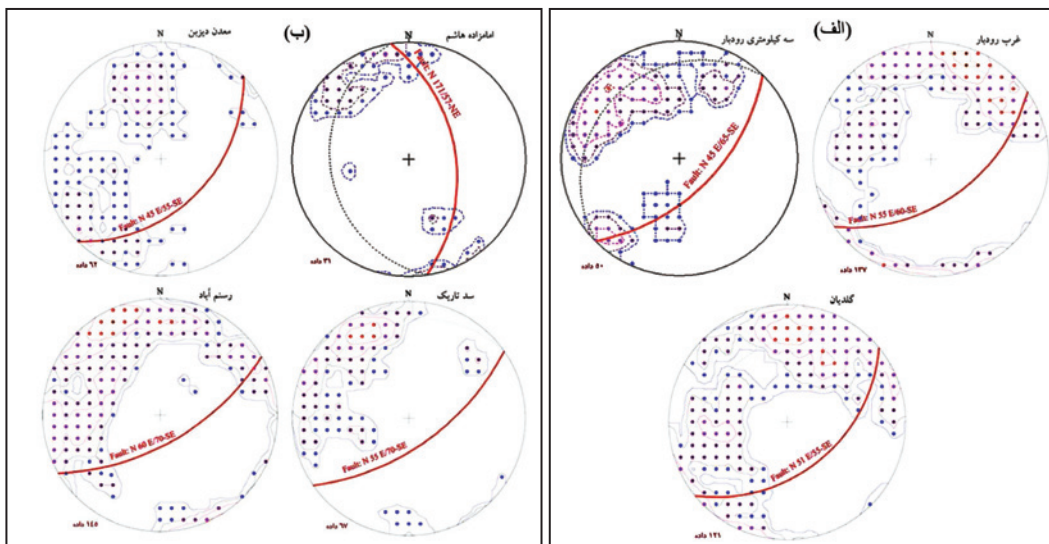 (الف)
غرب رودبار
Fault: N 55 E/60-SE
۱۳۷ داده
سه کیلومتری رودبار
N
Fault: N 45 E/65-SE
۵۰ داده
گلدیان
N
Fault: N 51 E/55-SE
۱۲۱ داده
(ب)
امامزاده هاشم
N
Fault: N 171/57-NE
۳۱ داده
معدن دیزین
N
Fault: N 45 E/55-SE
۶۲ داده
سد تاریک
N
Fault: N 55 E/70-SE
۶۷ داده
رستم آباد
N
Fault: N 60 E/70-SE
۱۴۵ داده